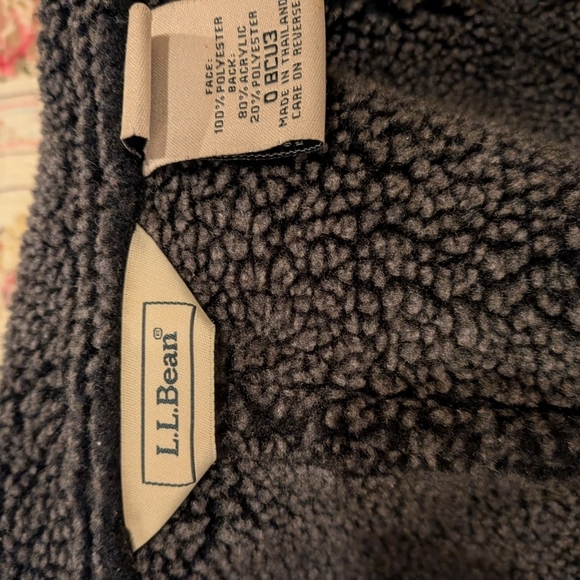 FACE:
100% POLYESTER
BACK:
80% ACRYLIC
20% POLYESTER
0 BCU3
MADE IN THAILAND
CARE ON REVERSE
L.L.Bean®